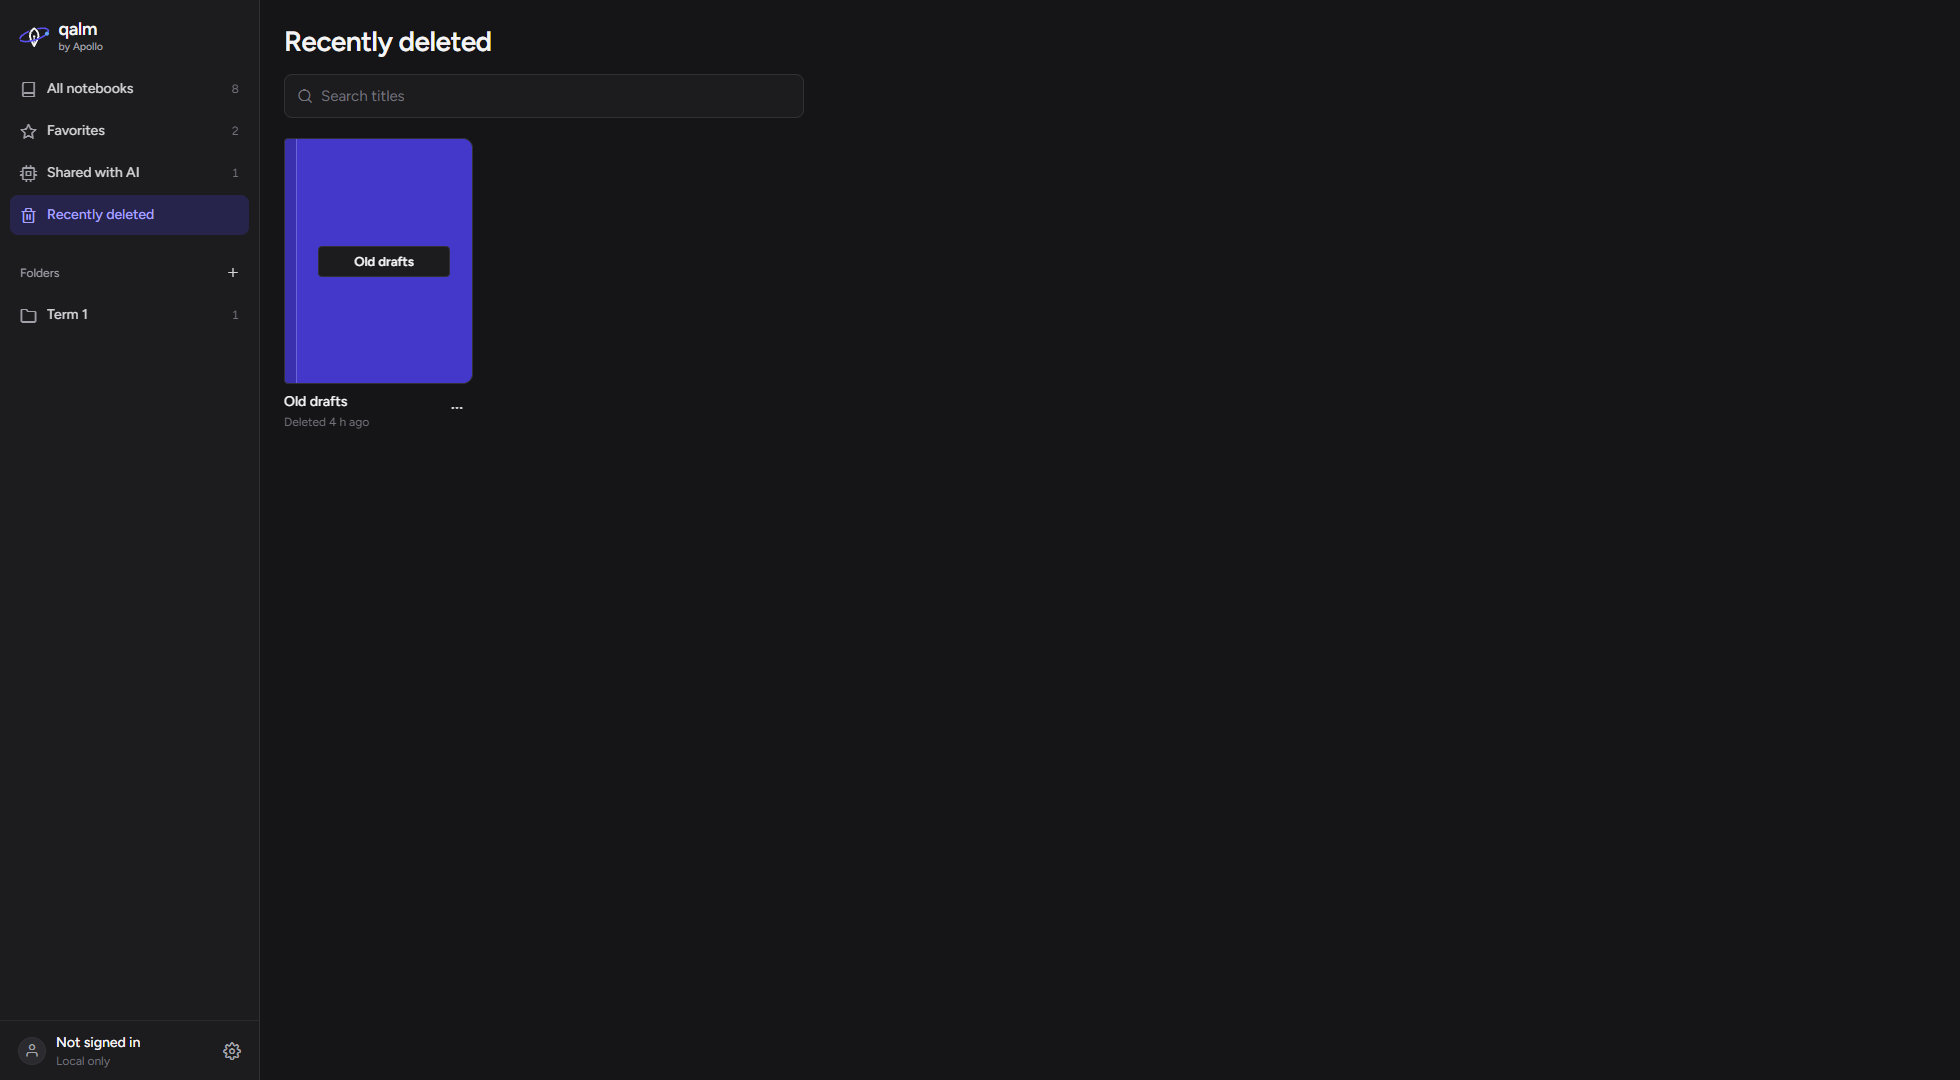 qalm
by Apollo
All notebooks 8
Favorites 2
Shared with AI 1
Recently deleted
Folders +
Term 1 1
Not signed in
Local only
Recently deleted
Search titles
Old drafts
Old drafts
Deleted 4 h ago